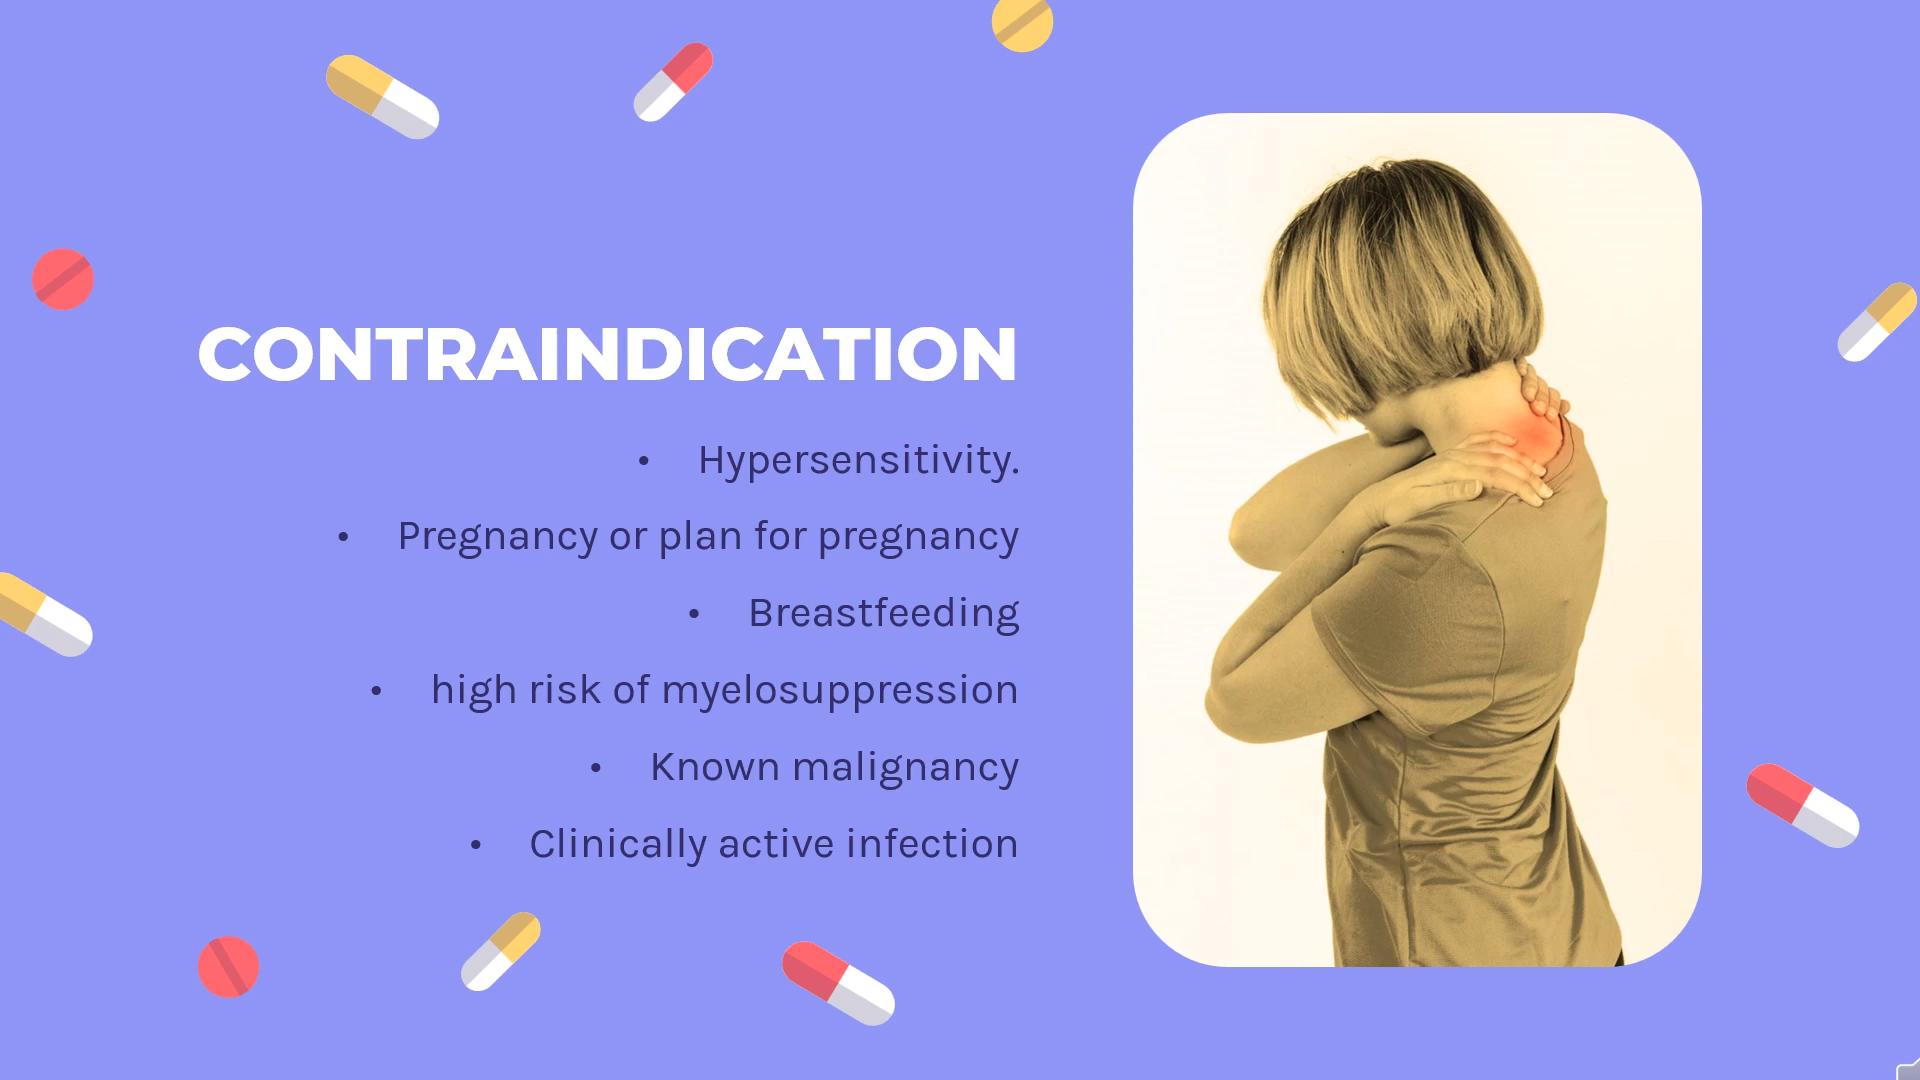 CONTRAINDICATION
• Hypersensitivity.
• Pregnancy or plan for pregnancy
• Breastfeeding
• high risk of myelosuppression
• Known malignancy
• Clinically active infection